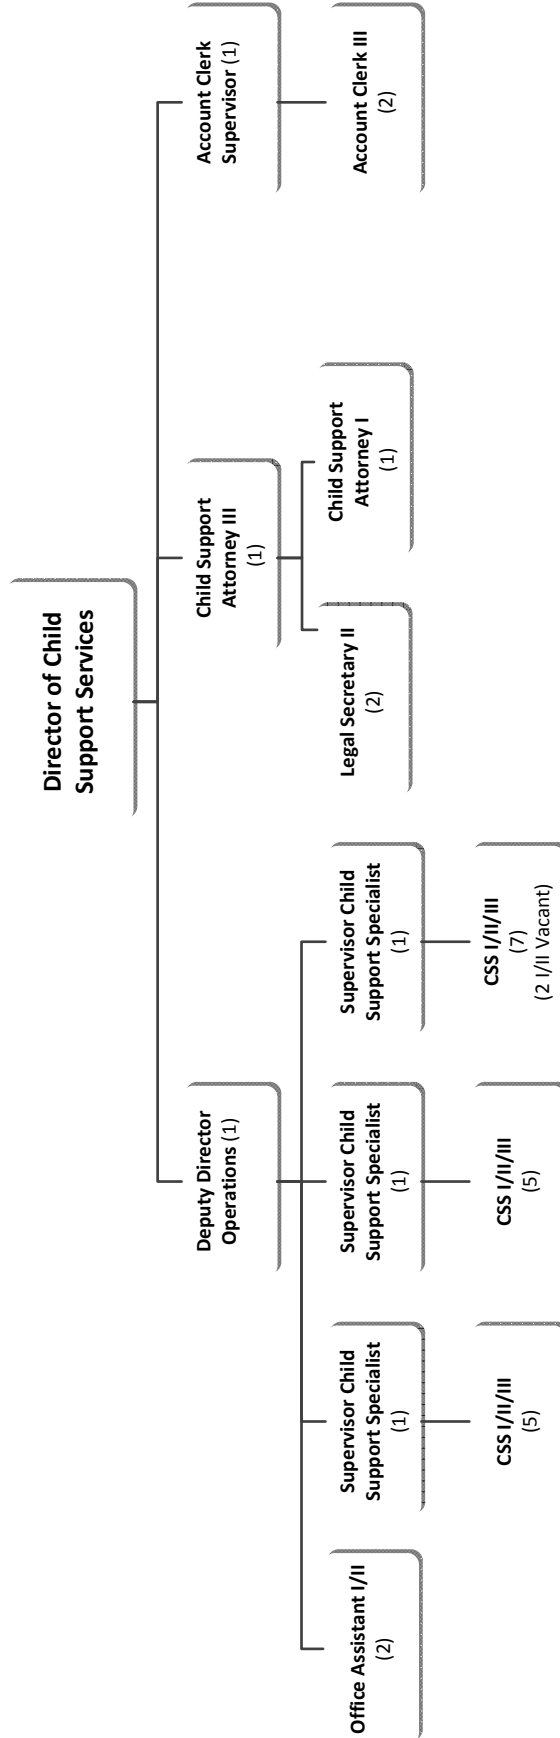 Director of Child
Support Services
Deputy Director
Operations (1)
Child Support
Attorney III
(1)
Account Clerk
Supervisor (1)
Office Assistant I/II
(2)
Supervisor Child
Support Specialist
(1)
Supervisor Child
Support Specialist
(1)
Supervisor Child
Support Specialist
(1)
Legal Secretary II
(2)
Child Support
Attorney I
(1)
Account Clerk III
(2)
CSS I/II/III
(5)
CSS I/II/III
(5)
CSS I/II/III
(7)
(2 I/II Vacant)